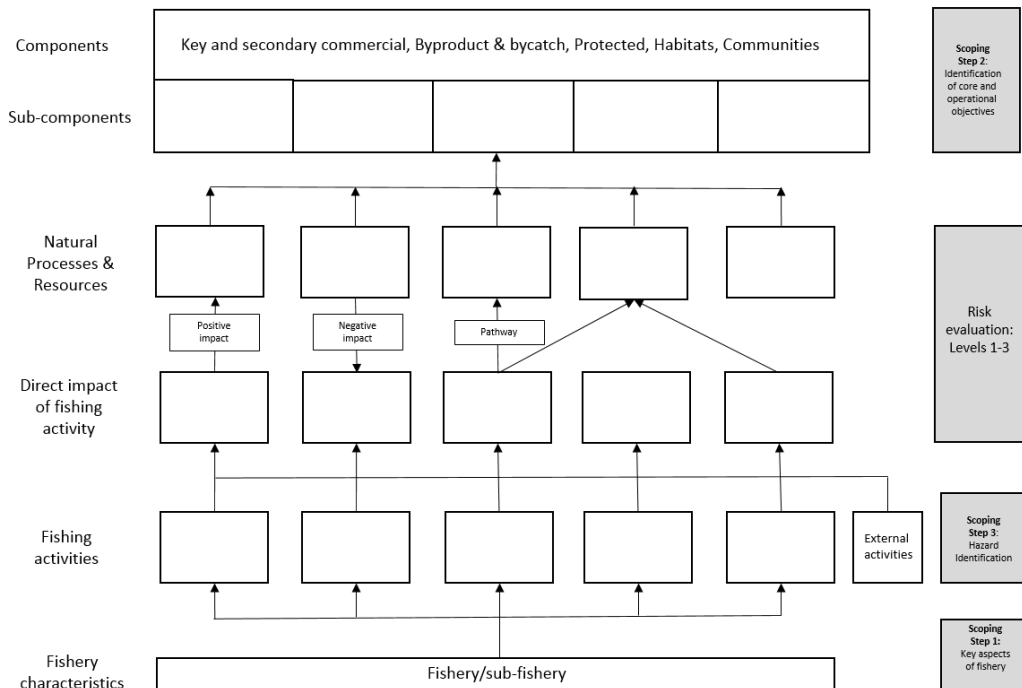 Components
Key and secondary commercial, Byproduct & bycatch, Protected, Habitats, Communities
Scoping
Step 2:
Identification
of core and
operational
objectives
Sub-components
Natural
Processes &
Resources
Positive
impact
Negative
impact
Pathway
Risk
evaluation:
Levels 1-3
Direct impact
of fishing
activity
Fishing
activities
External
activities
Scoping
Step 3:
Hazard
Identification
Fishery
characteristics
Fishery/sub-fishery
Scoping
Step 1:
Key aspects
of fishery